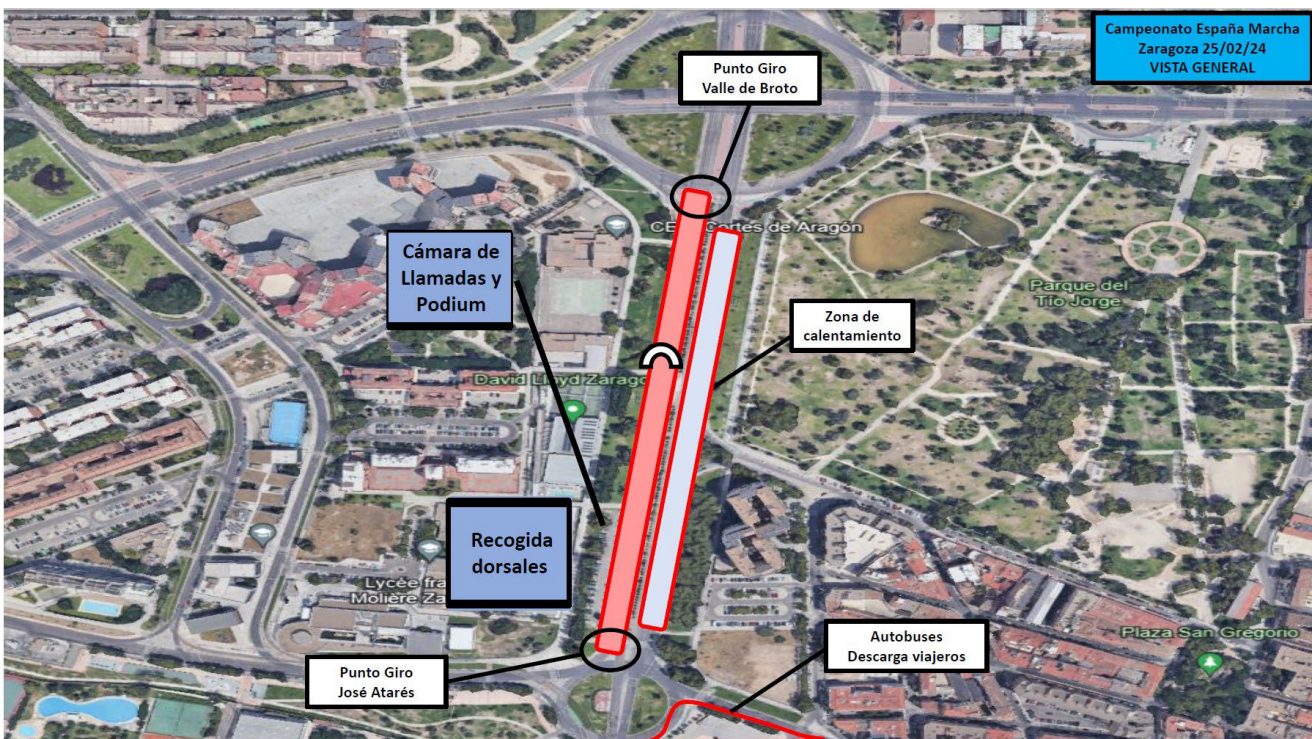 Campeonato España Marcha
Zaragoza 25/02/24
VISTA GENERAL
Punto Giro
Valle de Broto
Cortes de Aragón
Cámara de
Llamadas y
Podium
Parque del
Tío Jorge
Zona de
calentamiento
David Lloyd Zarago
Recogida
dorsales
Lycée fra
Molière Za
Plaza San Gregorio
Autobuses
Descarga viajeros
Punto Giro
José Atarés